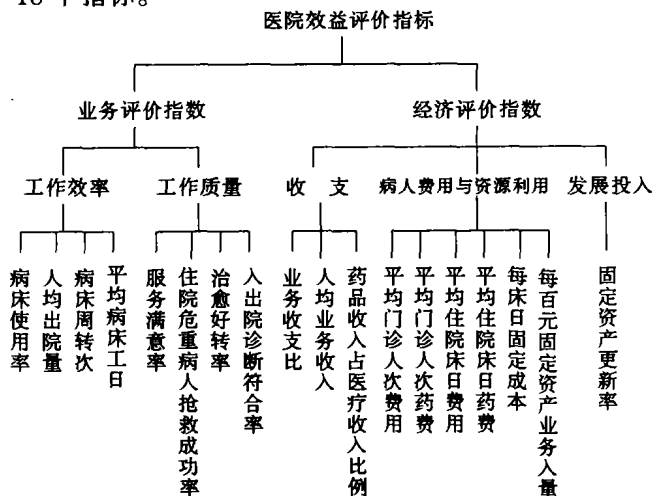 18 个指标。
医院效益评价指标
业务评价指数
经济评价指数
工作效率
工作质量
收 支
病人费用与资源利用
发展投入
病床使用率
人均出院量
病床周转次
平均病床工日
服务满意率
住院危重病人抢救成功率
治愈好转率
入出院诊断符合率
业务收支比
人均业务收入
药品收入占医疗收入比例
平均门诊人次费用
平均门诊人次药费
平均住院床日费用
平均住院床日药费
每床日固定成本
每百元固定资产业务入量
固定资产更新率